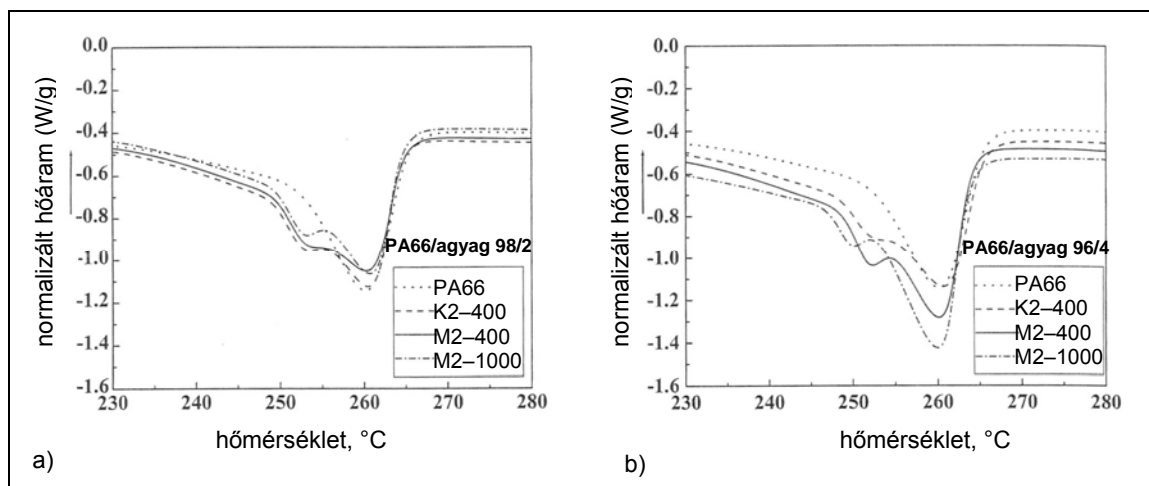 0.0
-0.2
-0.4
-0.6
-0.8
-1.0
-1.2
-1.4
-1.6
normalizált hőáram (W/g)
PA66/agyag 98/2
PA66
K2–400
M2–400
M2–1000
230 240 250 260 270 280
hőmérséklet, °C
a)
0.0
-0.2
-0.4
-0.6
-0.8
-1.0
-1.2
-1.4
-1.6
normalizált hőáram (W/g)
PA66/agyag 96/4
PA66
K2–400
M2–400
M2–1000
230 240 250 260 270 280
hőmérséklet, °C
b)